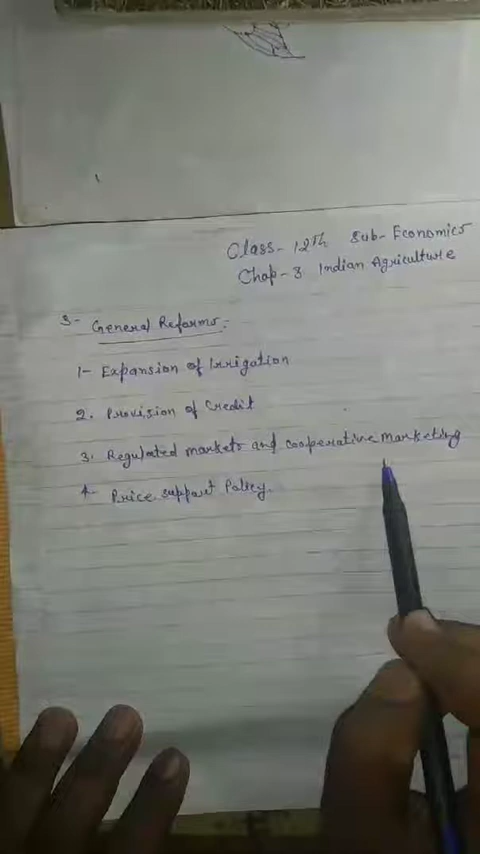 Class- 12th Sub- Economics
Chap- 3 Indian Agriculture
3- General Reforms:-
1- Expansion of Irrigation
2. Provision of Credit
3. Regulated markets and cooperative marketing
4- Price support Policy.